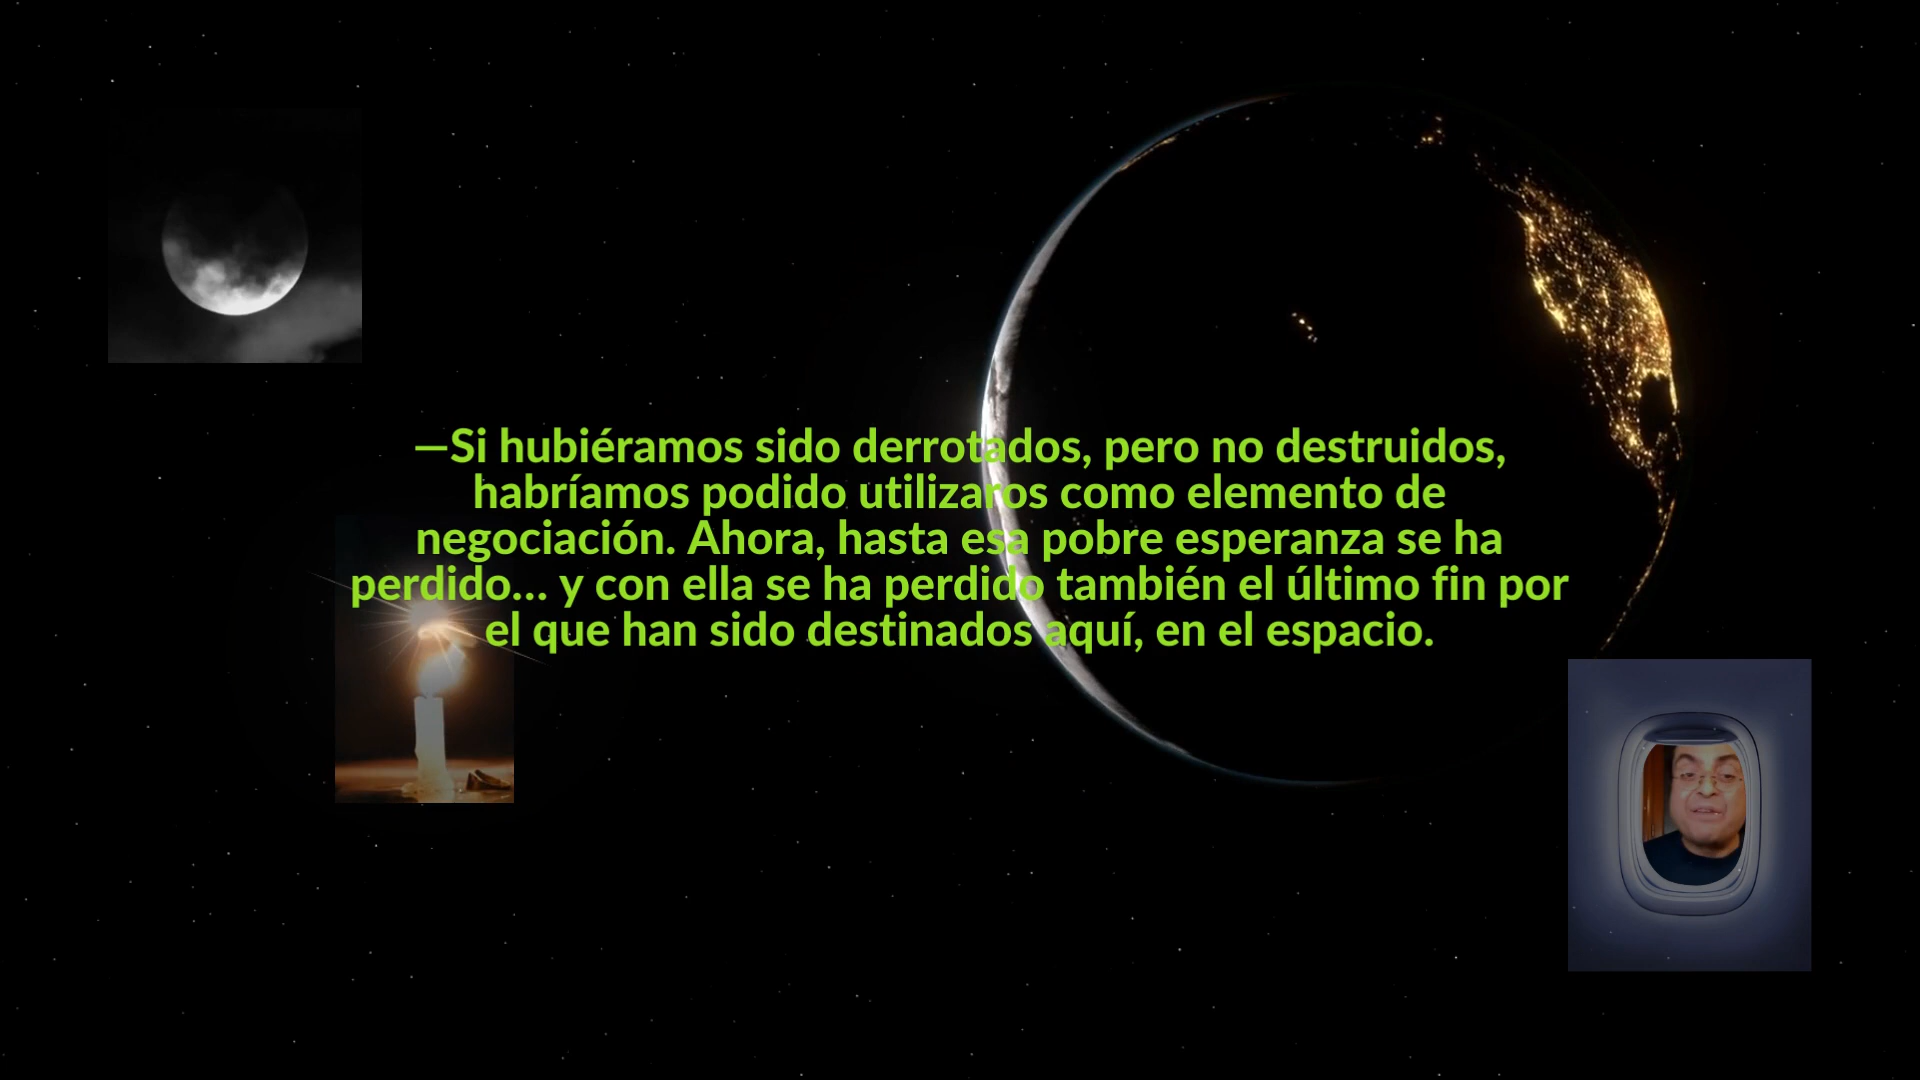 —Si hubiéramos sido derrotados, pero no destruidos,
habríamos podido utilizaros como elemento de
negociación. Ahora, hasta esa pobre esperanza se ha
perdido... y con ella se ha perdido también el último fin por
el que han sido destinados aquí, en el espacio.